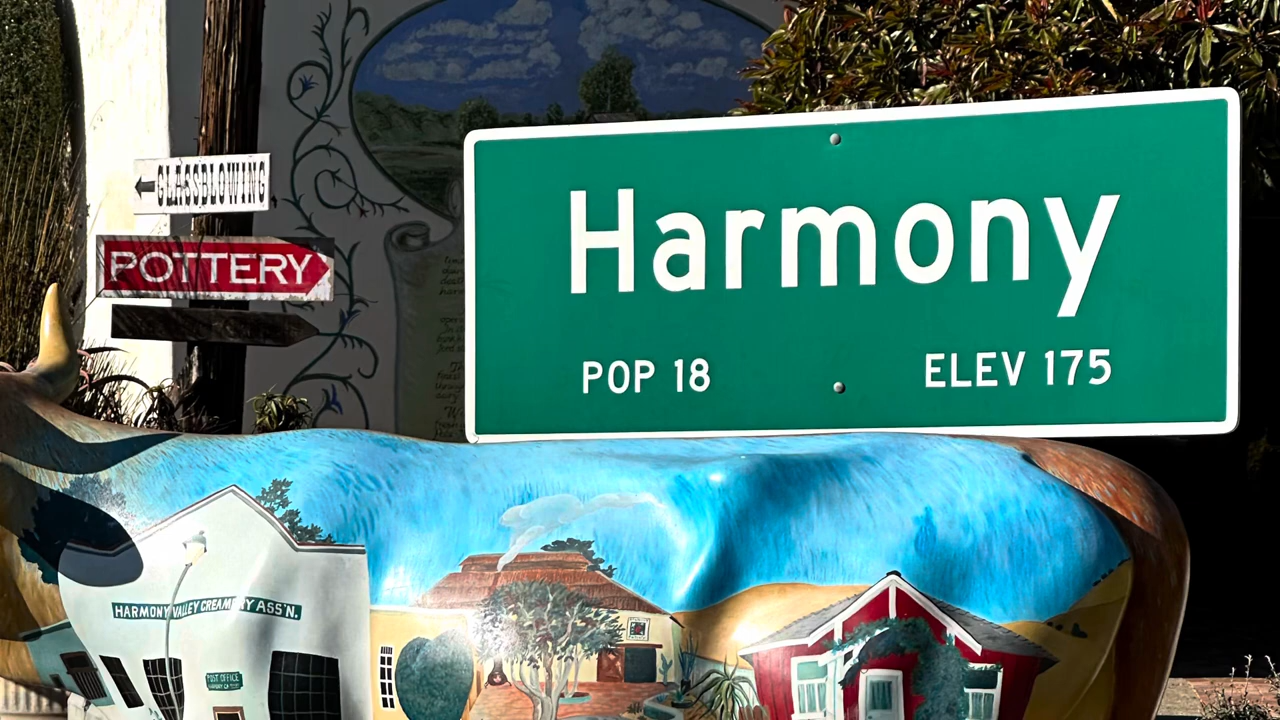 GLASSBLOWING
POTTERY
Harmony
POP 18
ELEV 175
HARMONY VALLEY CREAMERY ASS'N.
POST OFFICE